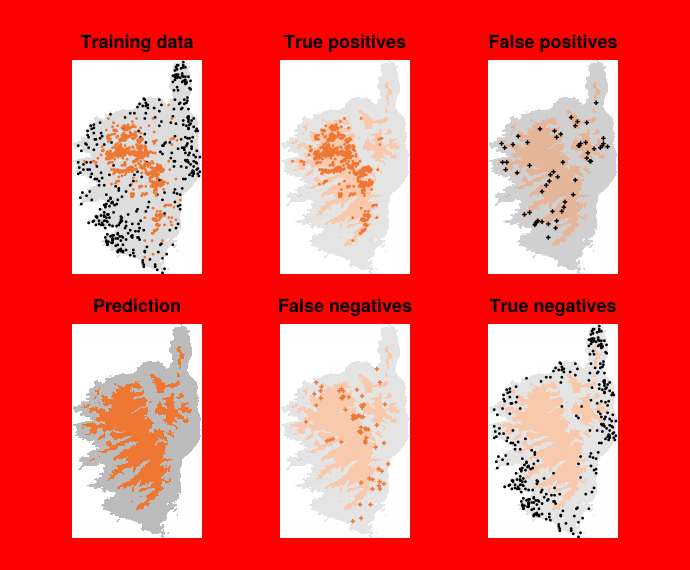 Training data
True positives
False positives
Prediction
False negatives
True negatives